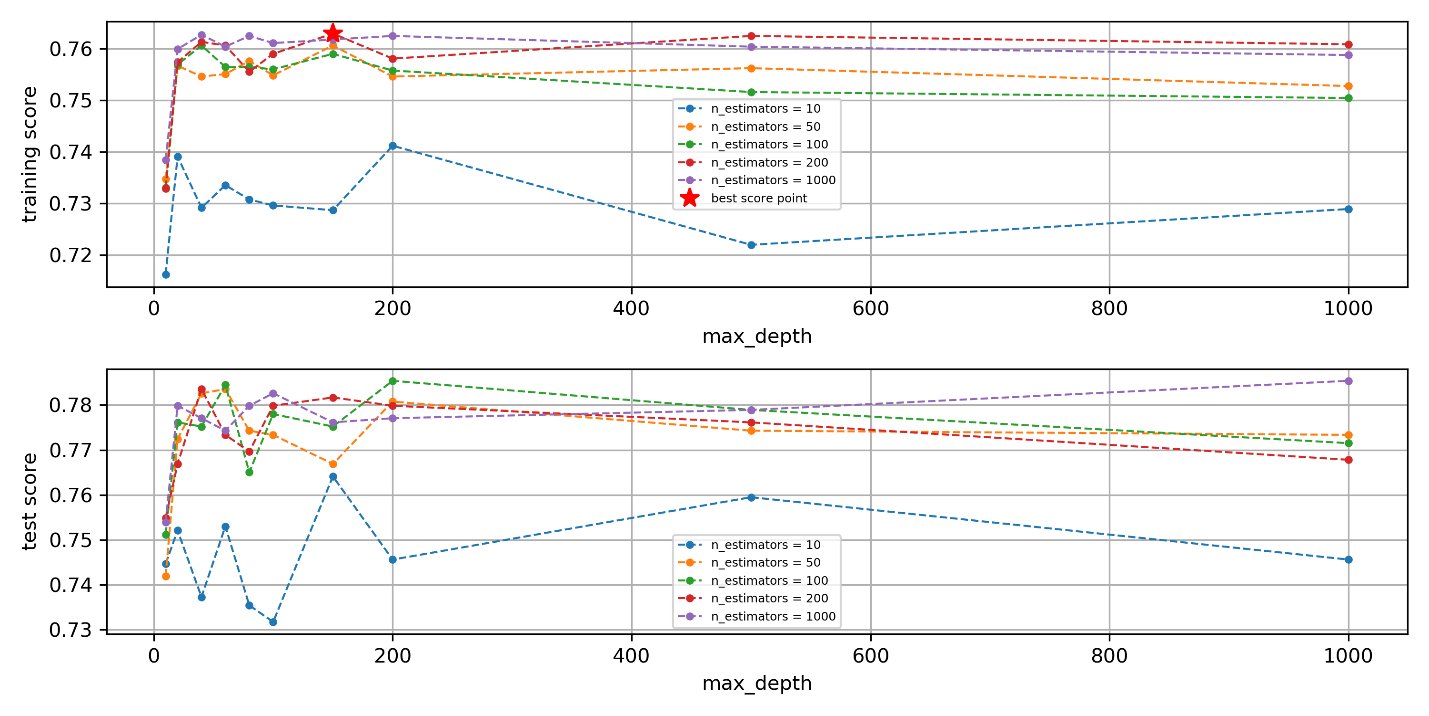 training score
0.76
0.75
0.74
0.73
0.72
n_estimators = 10
n_estimators = 50
n_estimators = 100
n_estimators = 200
n_estimators = 1000
best score point
0 200 400 600 800 1000
max_depth
test score
0.78
0.77
0.76
0.75
0.74
0.73
n_estimators = 10
n_estimators = 50
n_estimators = 100
n_estimators = 200
n_estimators = 1000
0 200 400 600 800 1000
max_depth